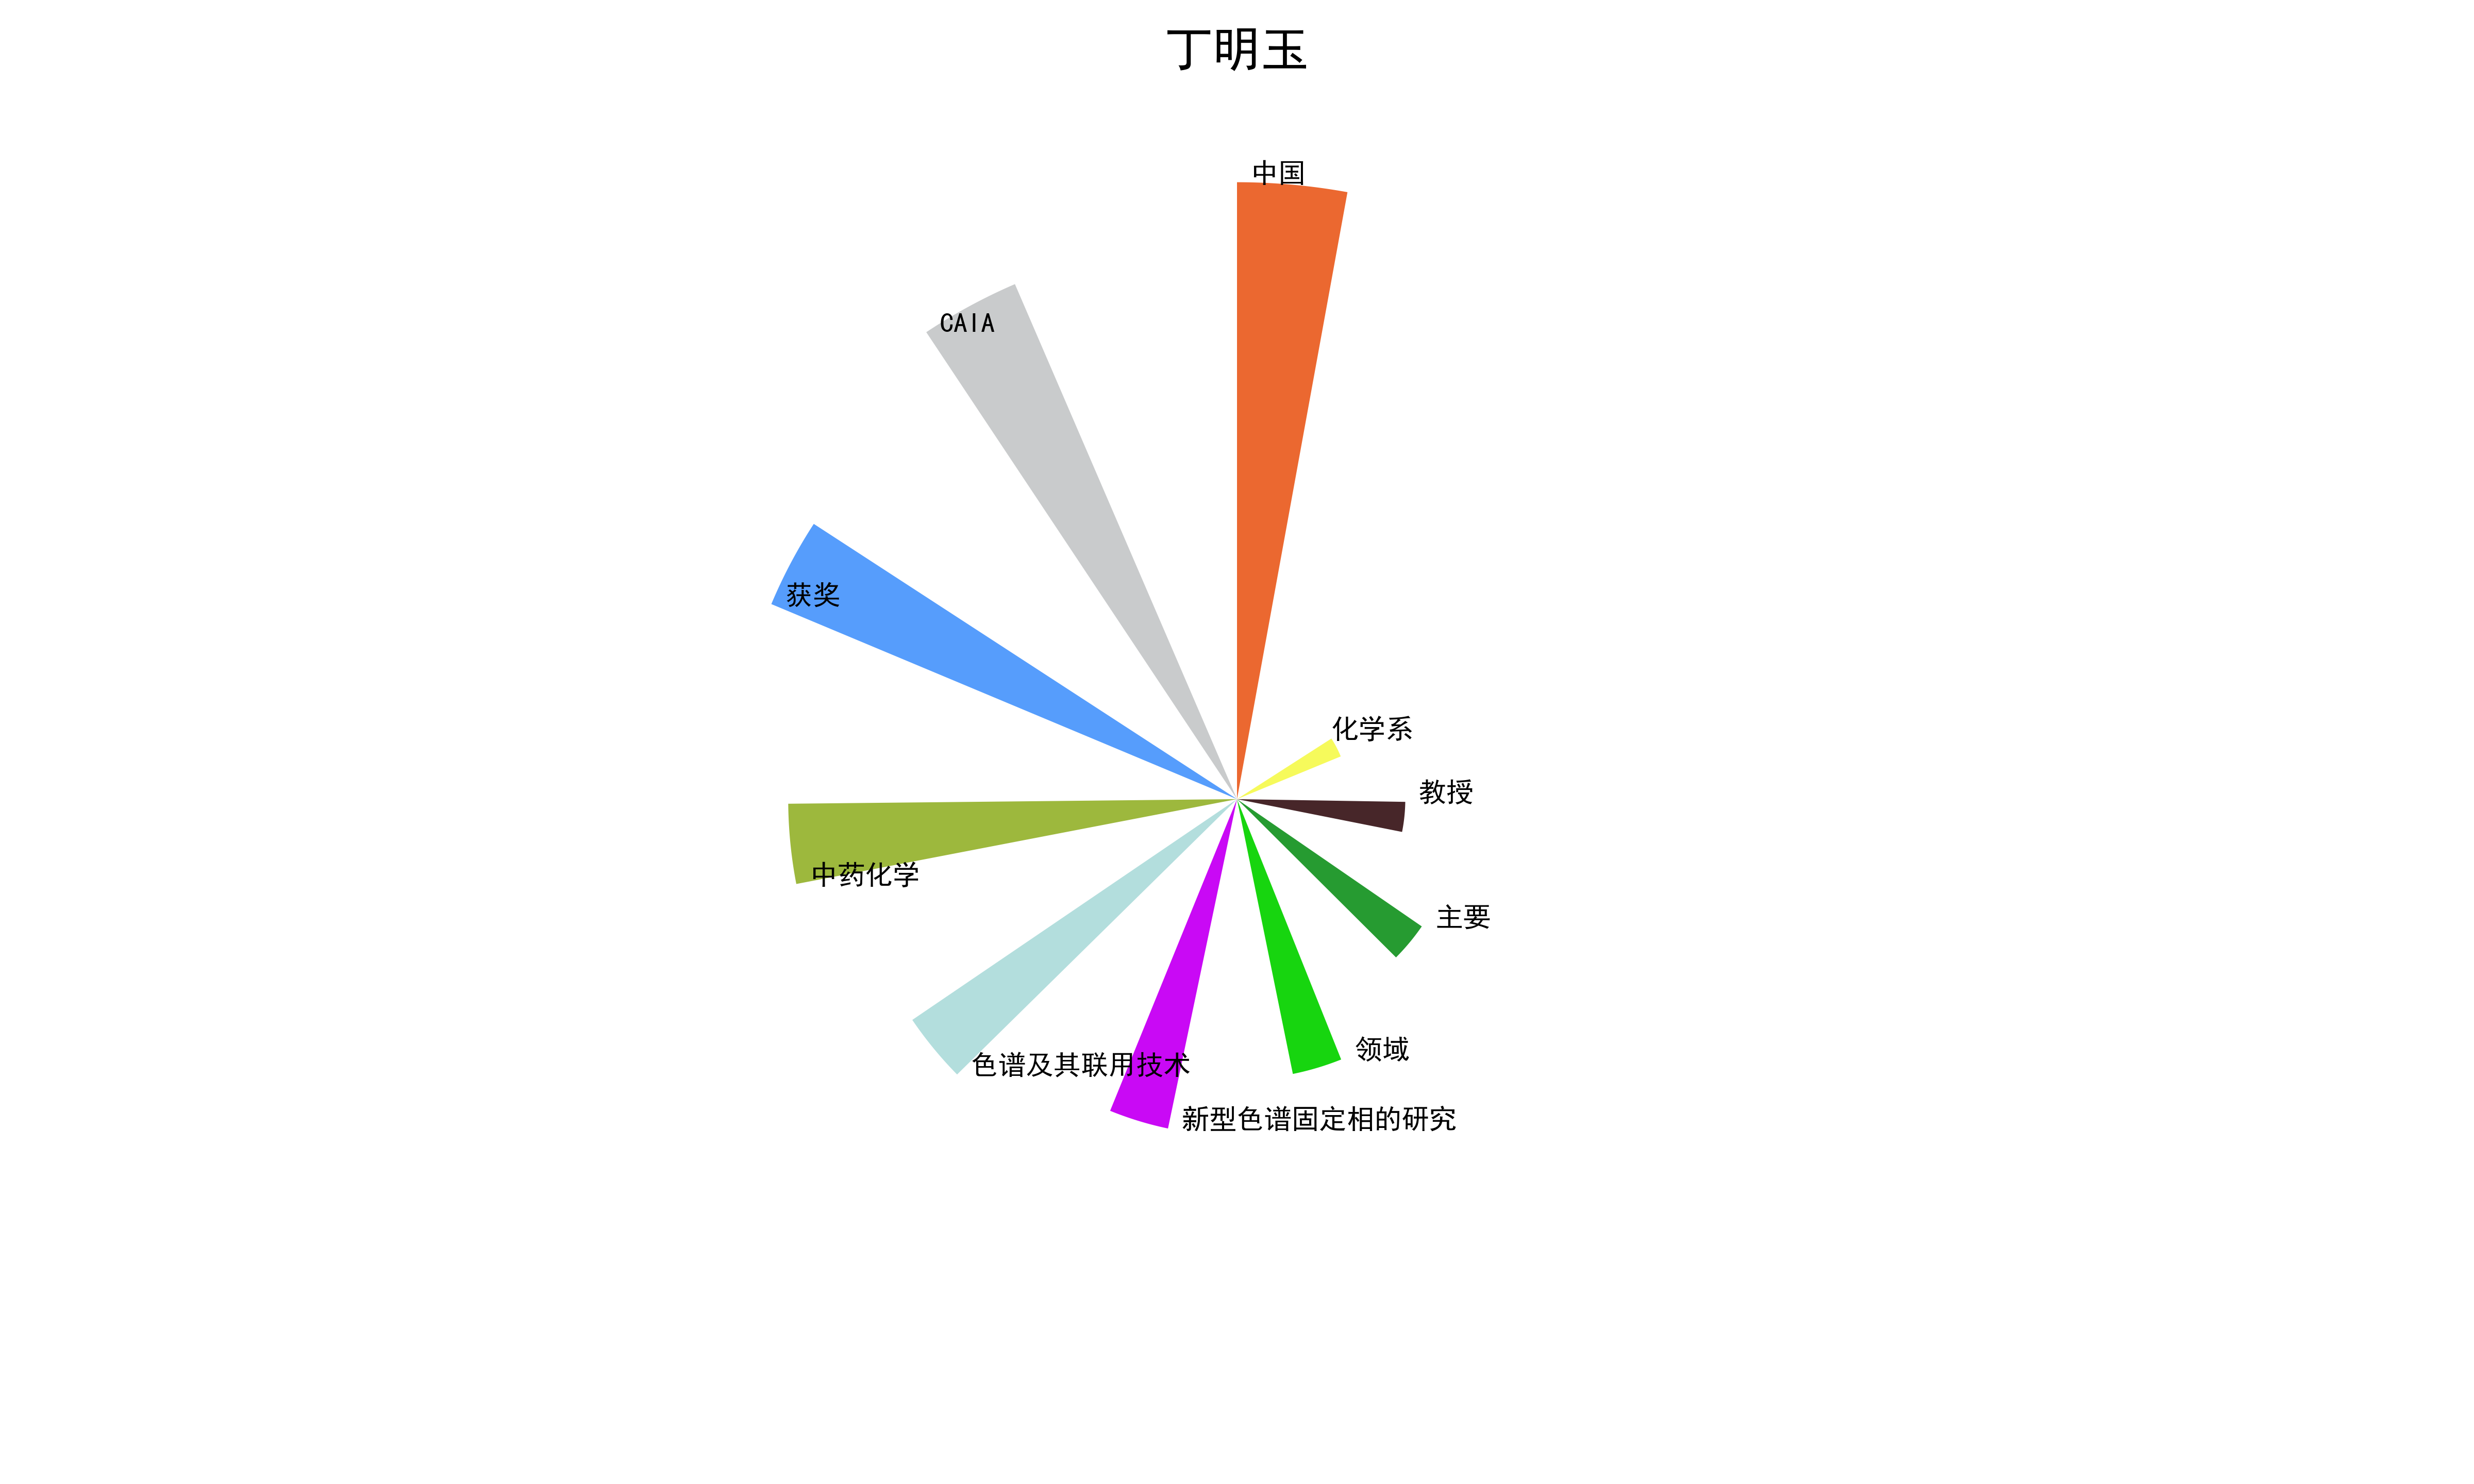 丁明玉
中国
CAIA
获奖
化学系
教授
中药化学
主要
领域
色谱及其联用技术
新型色谱固定相的研究